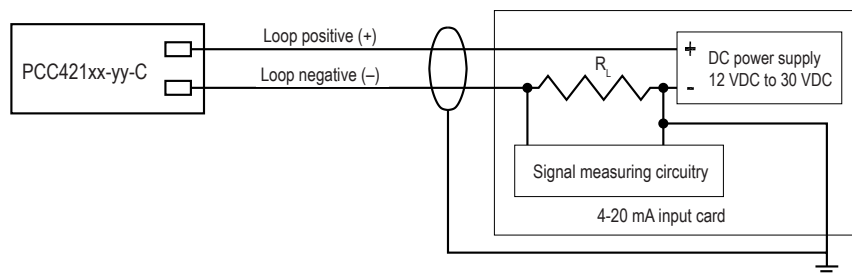 Loop positive (+)
PCC421xx-yy-C
Loop negative (–)
RL
+
-
DC power supply
12 VDC to 30 VDC
Signal measuring circuitry
4-20 mA input card